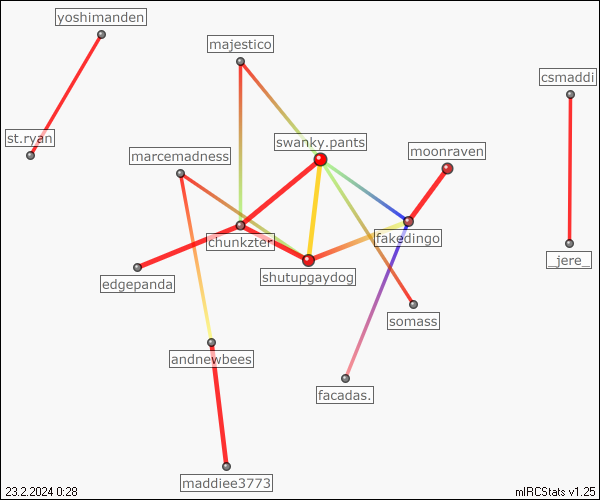 yoshimanden
majestico
csmaddi
st.ryan
swanky.pants
marcemadness
moonraven
chunkzter
fakedingo
_jere_
edgepanda
shutupgaydog
somass
andnewbees
facadas.
maddiee3773
23.2.2024 0:28
mIRCStats v1.25